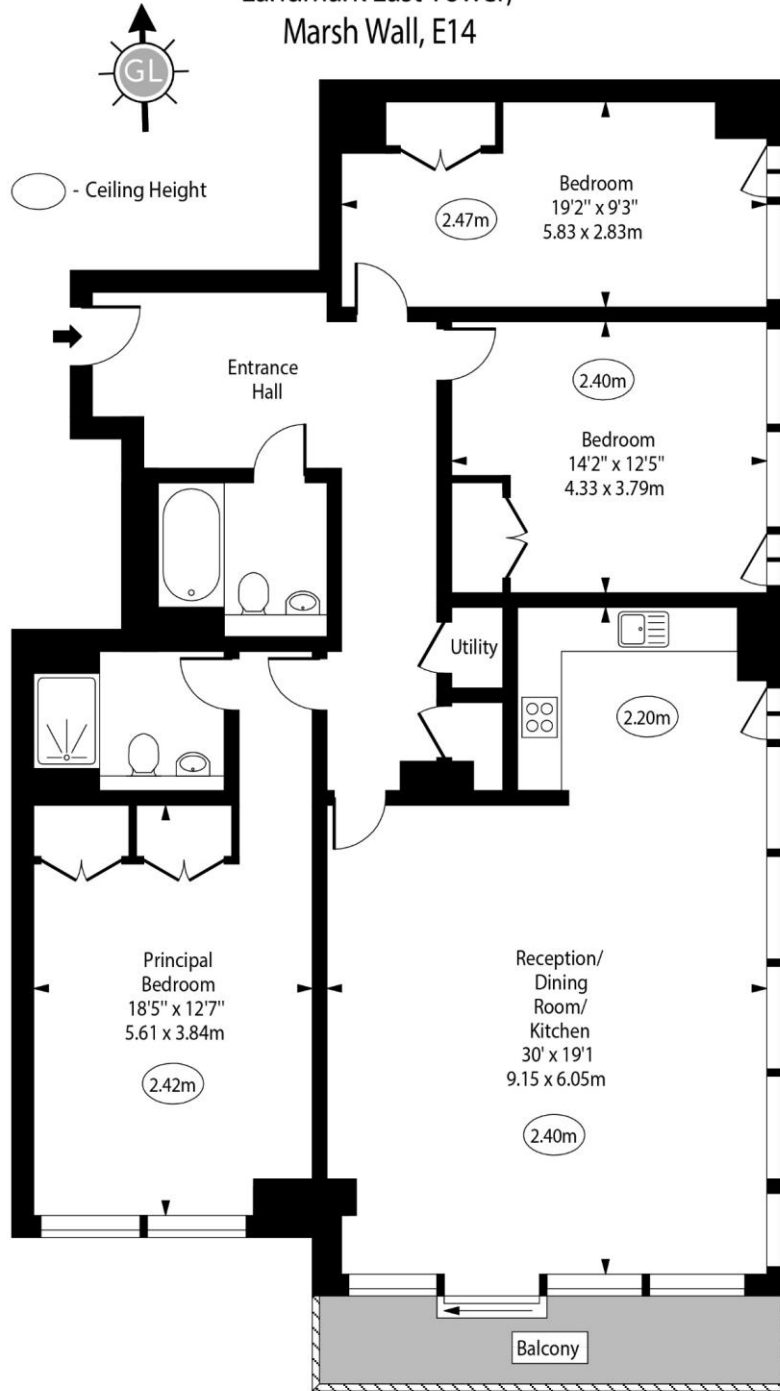 Marsh Wall, E14
GL
- Ceiling Height
Bedroom
19'2" x 9'3"
5.83 x 2.83m
2.47m
Entrance
Hall
2.40m
Bedroom
14'2" x 12'5"
4.33 x 3.79m
Utility
2.20m
Principal
Bedroom
18'5" x 12'7"
5.61 x 3.84m
2.42m
Reception/
Dining
Room/
Kitchen
30' x 19'1
9.15 x 6.05m
2.40m
Balcony